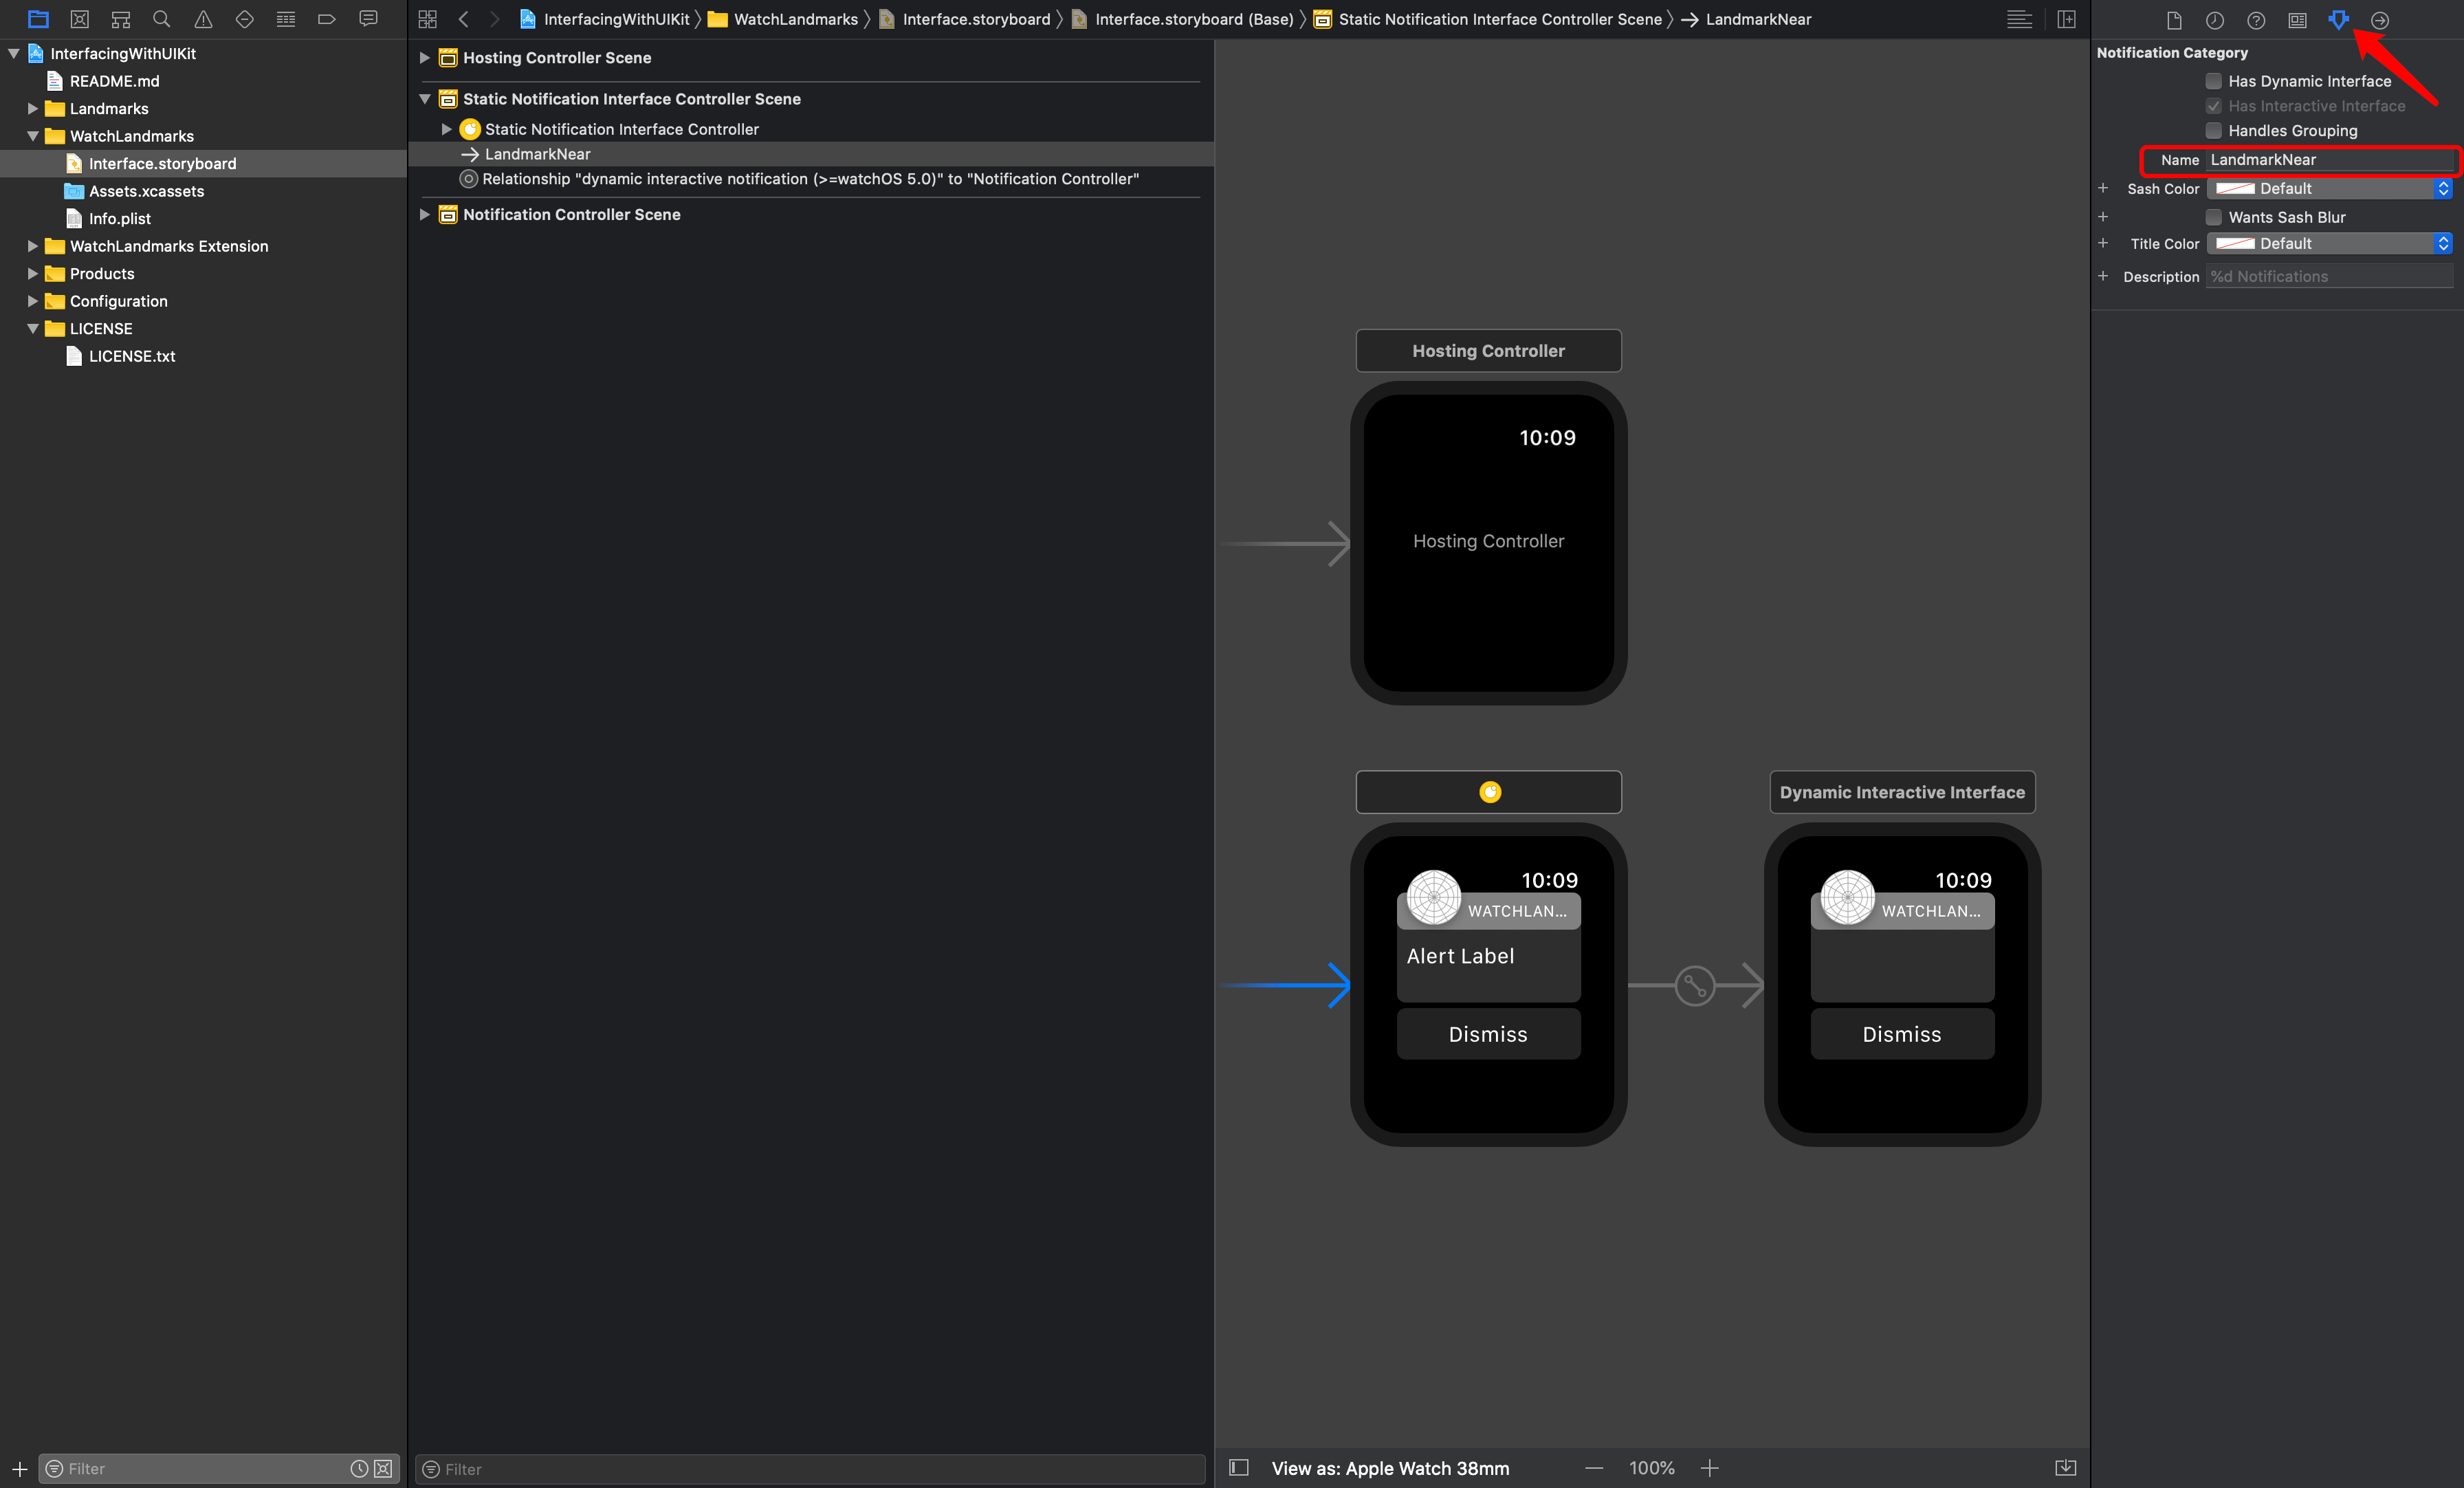 InterfacingWithUIKit
README.md
Landmarks
WatchLandmarks
Interface.storyboard
Assets.xcassets
Info.plist
WatchLandmarks Extension
Products
Configuration
LICENSE
LICENSE.txt
Filter
InterfacingWithUIKit WatchLandmarks Interface.storyboard Interface.storyboard (Base) Static Notification Interface Controller Scene LandmarkNear
Hosting Controller Scene
Static Notification Interface Controller Scene
Static Notification Interface Controller
LandmarkNear
Relationship "dynamic interactive notification (>=watchOS 5.0)" to "Notification Controller"
Notification Controller Scene
Filter
Hosting Controller
10:09
Hosting Controller
Dynamic Interactive Interface
10:09
WATCHLAN...
Alert Label
Dismiss
10:09
WATCHLAN...
Dismiss
View as: Apple Watch 38mm
100%
Notification Category
Has Dynamic Interface
Has Interactive Interface
Handles Grouping
Name LandmarkNear
Sash Color Default
Wants Sash Blur
Title Color Default
Description %d Notifications